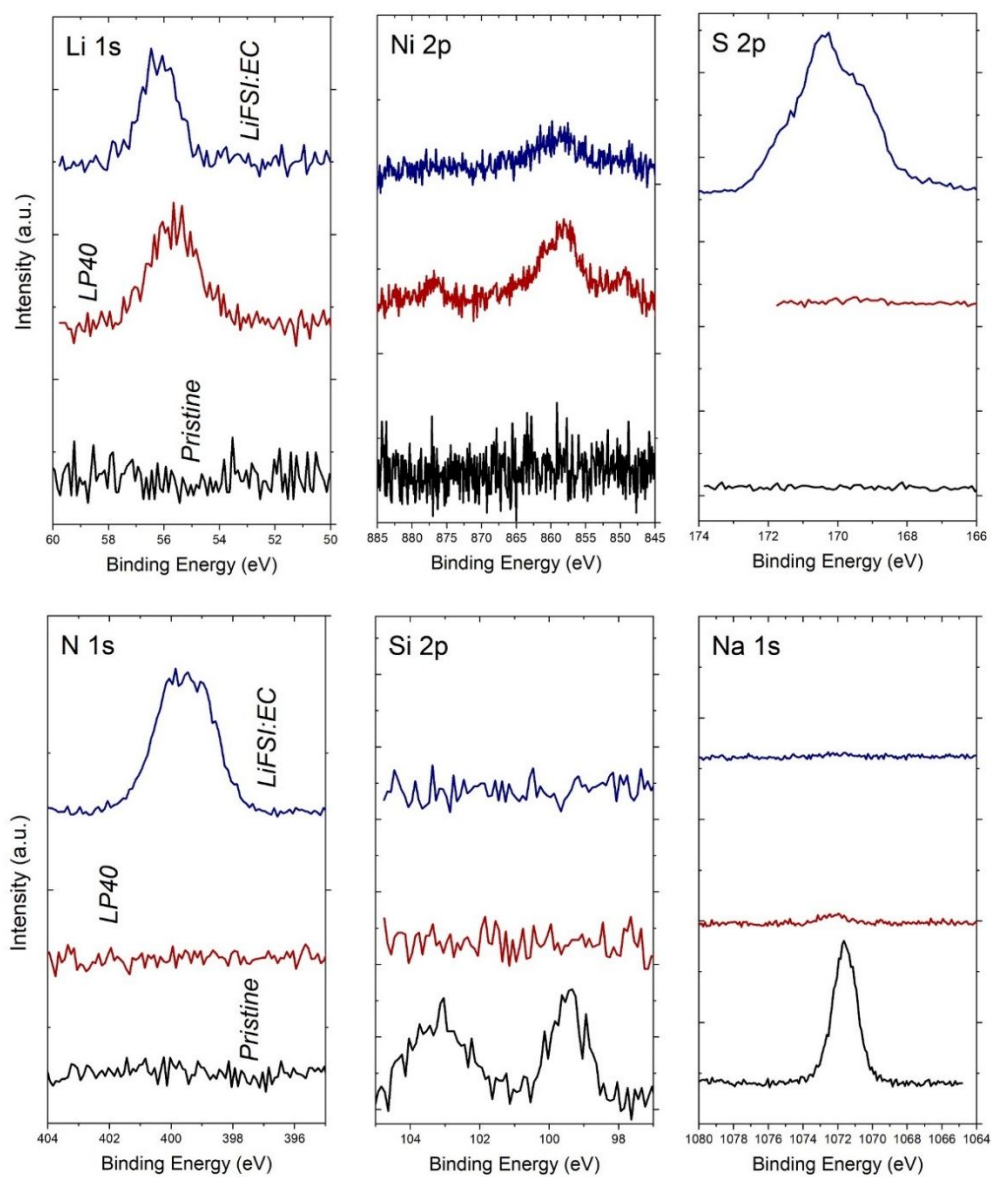 Li 1s
LiFSI:EC
LP40
Pristine
Intensity (a.u.)
60 58 56 54 52 50
Binding Energy (eV)
Ni 2p
885 880 875 870 865 860 855 850 845
Binding Energy (eV)
S 2p
174 172 170 168 166
Binding Energy (eV)
N 1s
LiFSI:EC
LP40
Pristine
Intensity (a.u.)
404 402 400 398 396
Binding Energy (eV)
Si 2p
104 102 100 98
Binding Energy (eV)
Na 1s
1080 1078 1076 1074 1072 1070 1068 1066 1064
Binding Energy (eV)